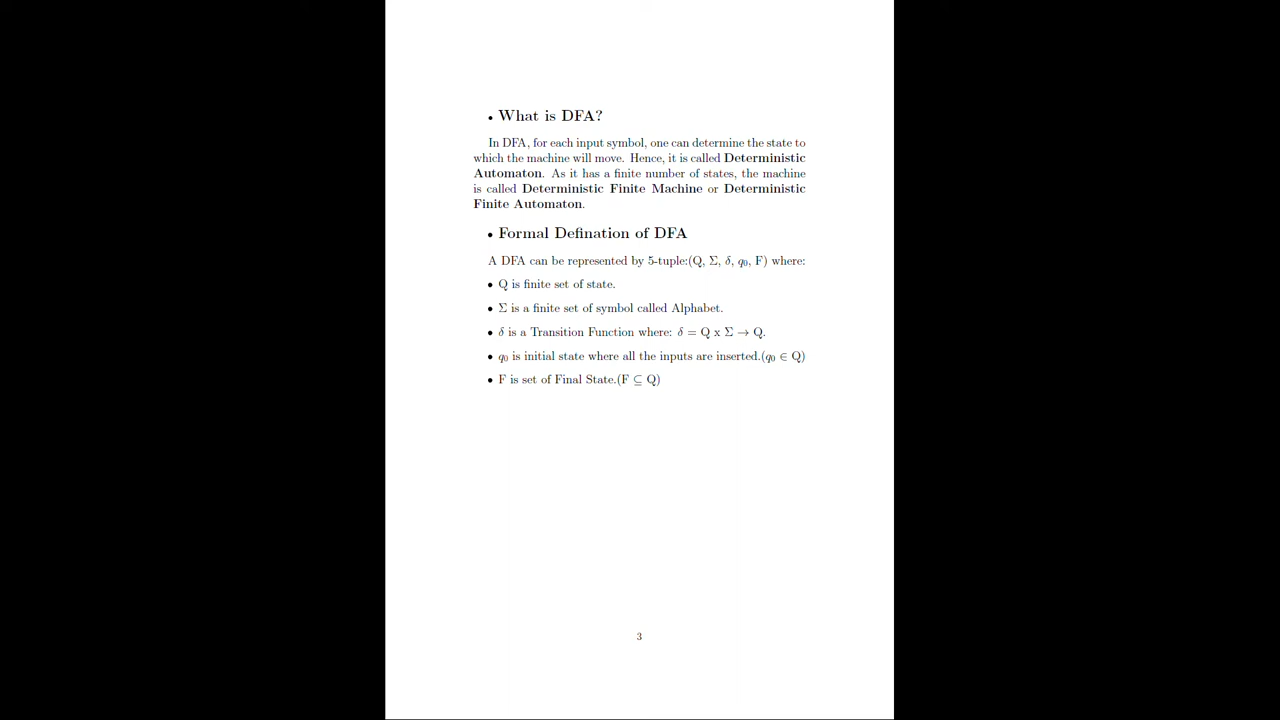 • What is DFA?
In DFA, for each input symbol, one can determine the state to
which the machine will move. Hence, it is called Deterministic
Automaton. As it has a finite number of states, the machine
is called Deterministic Finite Machine or Deterministic
Finite Automaton.
• Formal Defination of DFA
A DFA can be represented by 5-tuple:(Q, Σ, δ, q₀, F) where:
• Q is finite set of state.
• Σ is a finite set of symbol called Alphabet.
• δ is a Transition Function where: δ = Q x Σ → Q.
• q₀ is initial state where all the inputs are inserted.(q₀ ∈ Q)
• F is set of Final State.(F ⊆ Q)
3